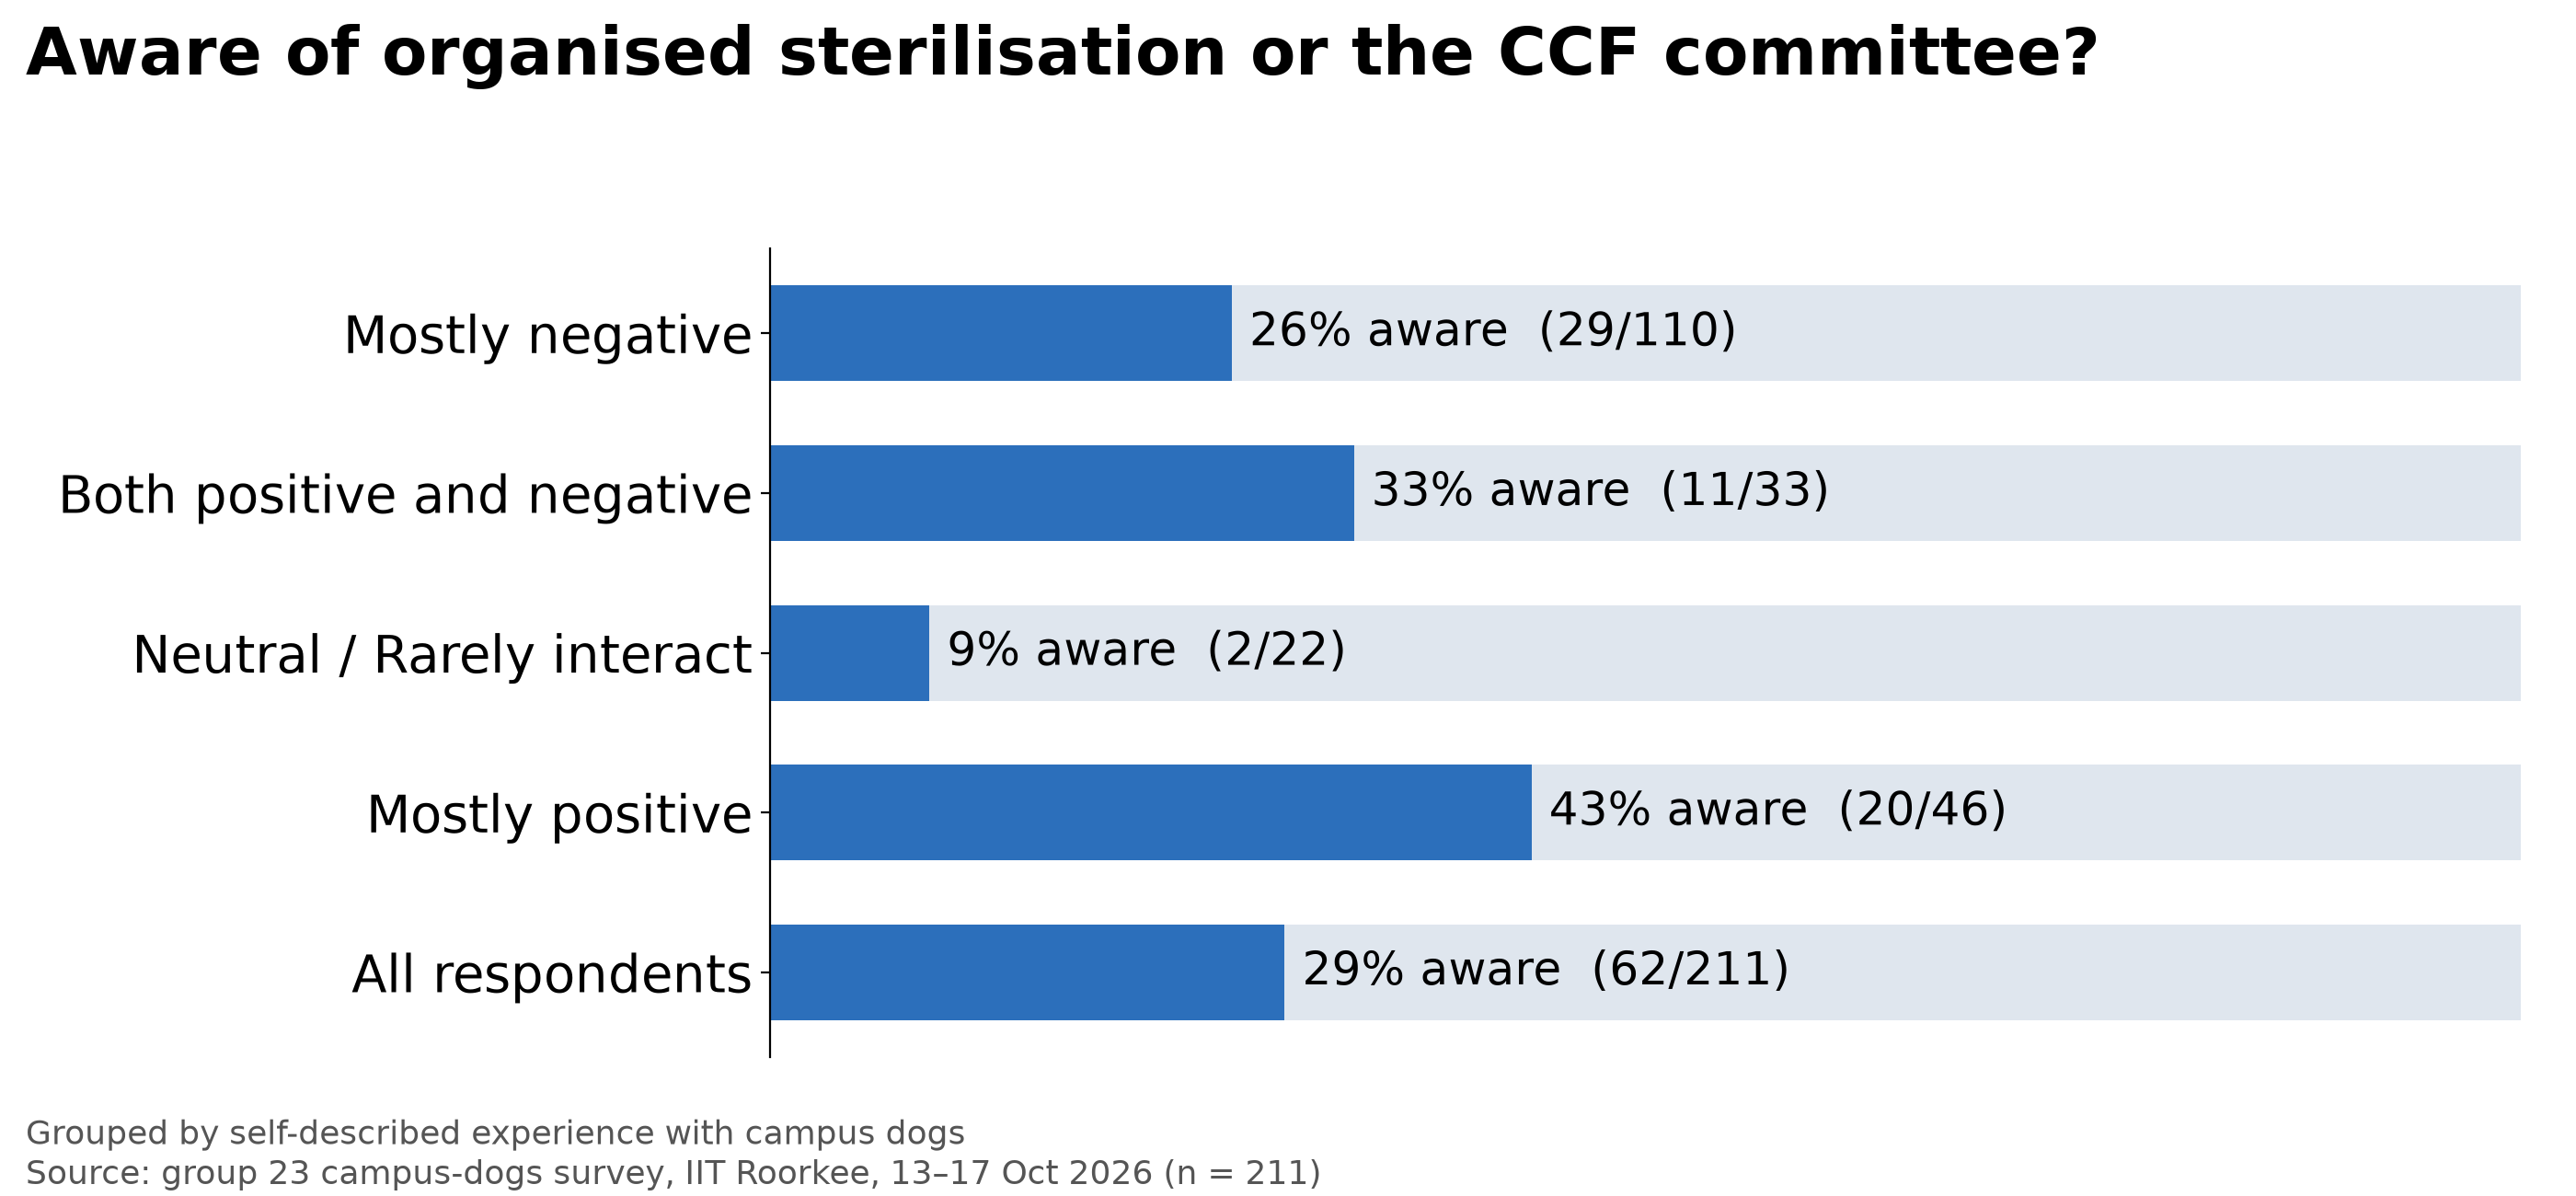 Aware of organised sterilisation or the CCF committee?
Mostly negative
26% aware (29/110)
Both positive and negative
33% aware (11/33)
Neutral / Rarely interact
9% aware (2/22)
Mostly positive
43% aware (20/46)
All respondents
29% aware (62/211)
Grouped by self-described experience with campus dogs
Source: group 23 campus-dogs survey, IIT Roorkee, 13–17 Oct 2026 (n = 211)